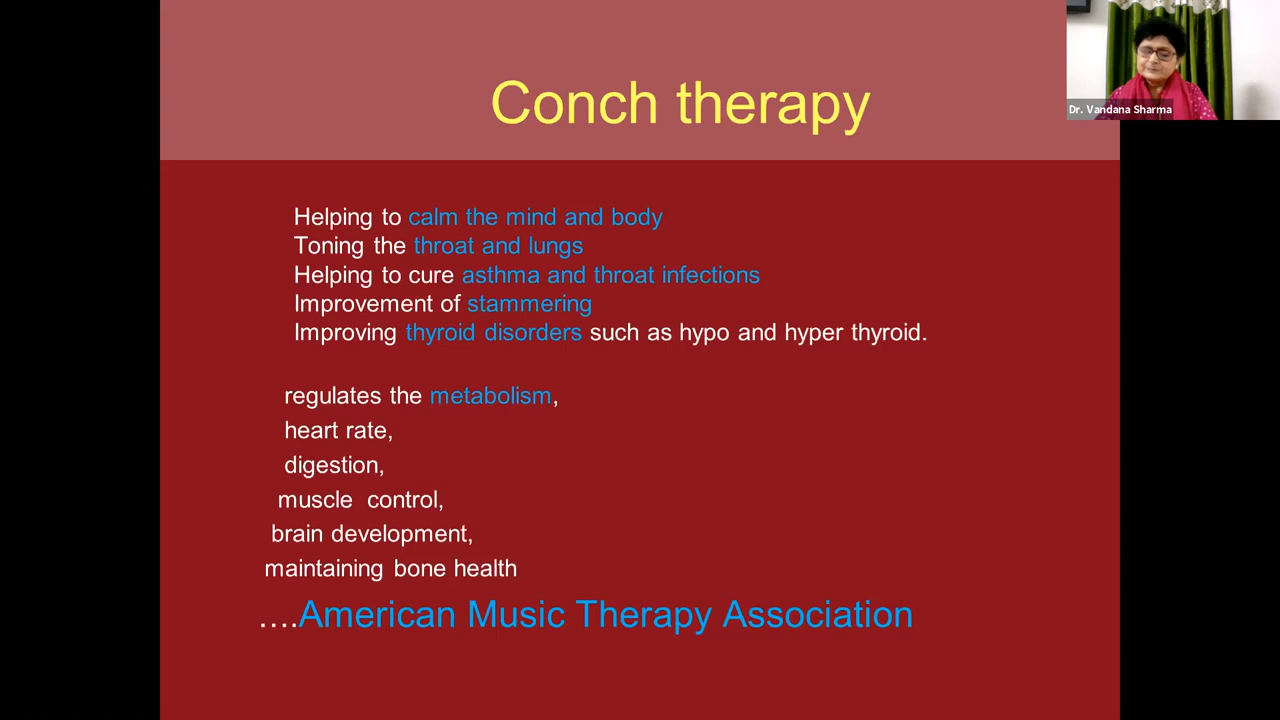 Conch therapy
Dr. Vandana Sharma
Helping to calm the mind and body
Toning the throat and lungs
Helping to cure asthma and throat infections
Improvement of stammering
Improving thyroid disorders such as hypo and hyper thyroid.
regulates the metabolism,
heart rate,
digestion,
muscle control,
brain development,
maintaining bone health
....American Music Therapy Association